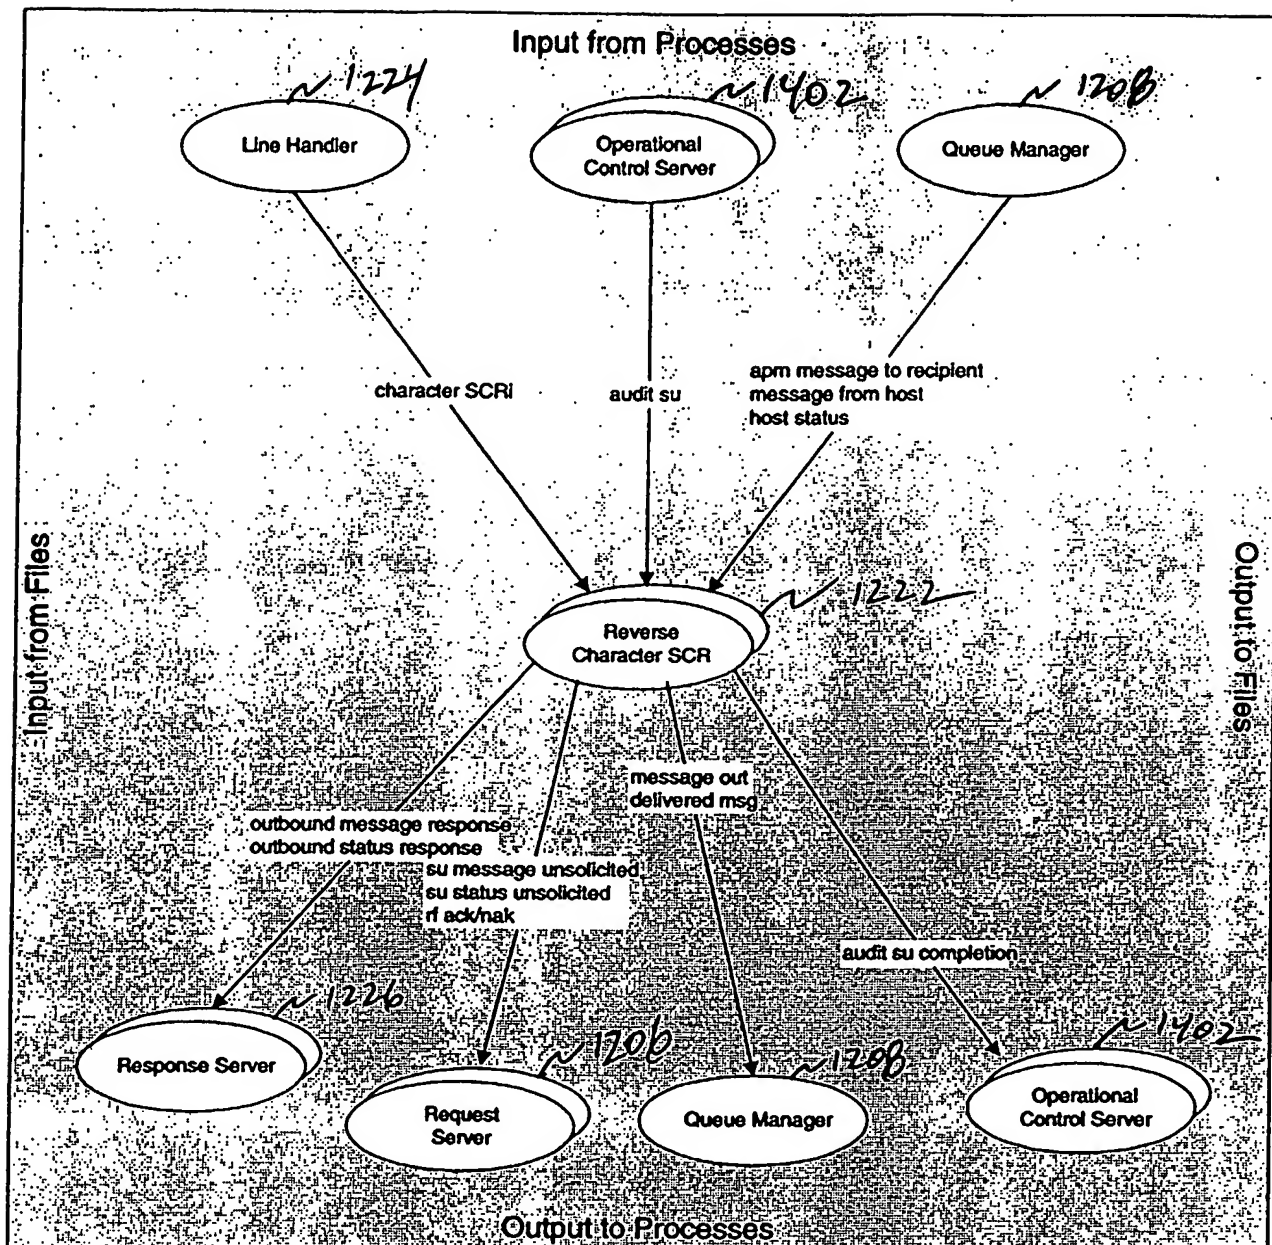 Input from Processes
~ 1224
~ 1402
~ 1208
Line Handler
Operational
Control Server
Queue Manager
character SCRi
audit su
apm message to recipient
message from host
host status
Input from Files
Output to Files
~ 1222
Reverse
Character SCR
message out
delivered msg
outbound message response
outbound status response
su message unsolicited
su status unsolicited
rf ack/nak
audit su completion
~ 1226
~ 1206
~ 1208
~ 1402
Response Server
Request
Server
Queue Manager
Operational
Control Server
Output to Processes